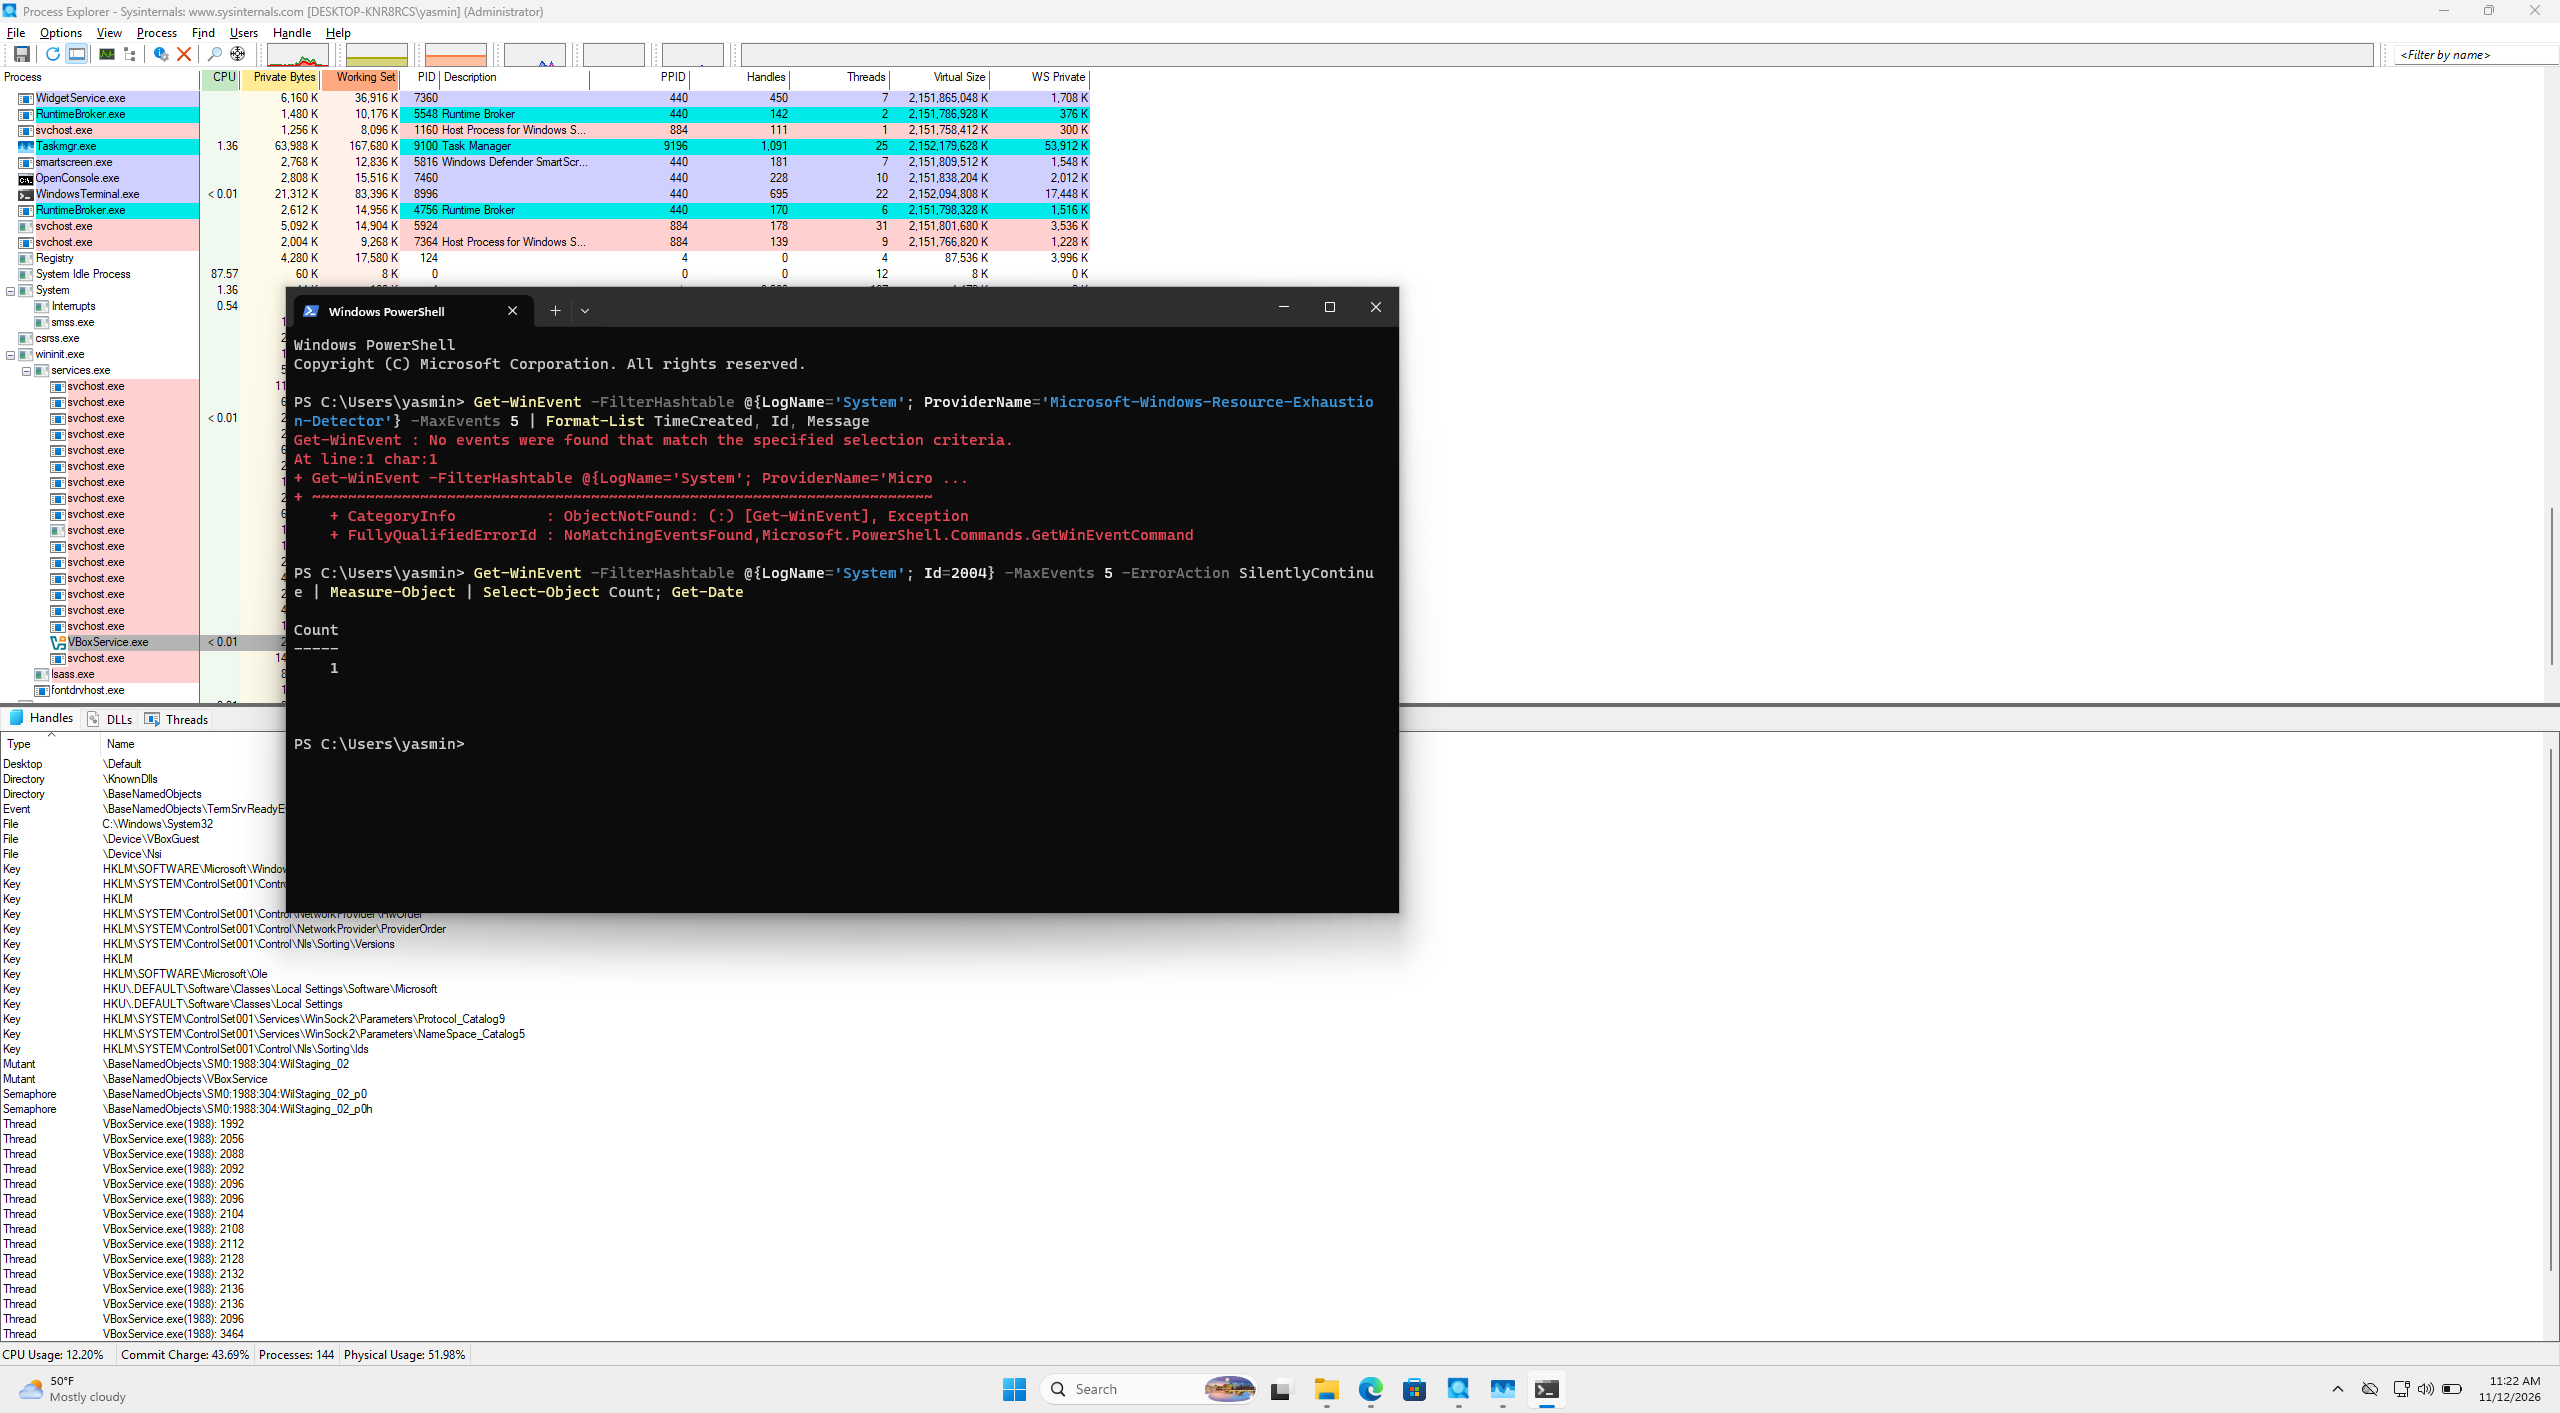 Process Explorer - Sysinternals: www.sysinternals.com [DESKTOP-KNR8RCS\yasmin] (Administrator)
File Options View Process Find Users Handle Help
<Filter by name>
Process CPU Private Bytes Working Set PID Description PPID Handles Threads Virtual Size WS Private
WidgetService.exe 6,160 K 36,916 K 7360 440 450 7 2,151,865,048 K 1,708 K
RuntimeBroker.exe 1,480 K 10,176 K 5548 Runtime Broker 440 142 2 2,151,786,928 K 376 K
svchost.exe 1,256 K 8,096 K 1160 Host Process for Windows S... 884 111 1 2,151,758,412 K 300 K
Taskmgr.exe 1.36 63,988 K 167,680 K 9100 Task Manager 9196 1,091 25 2,152,179,628 K 53,912 K
smartscreen.exe 2,768 K 12,836 K 5816 Windows Defender SmartScr... 440 181 7 2,151,809,512 K 1,548 K
OpenConsole.exe 2,808 K 15,516 K 7460 440 228 10 2,151,838,204 K 2,012 K
WindowsTerminal.exe < 0.01 21,312 K 83,396 K 8996 440 695 22 2,152,094,808 K 17,448 K
RuntimeBroker.exe 2,612 K 14,956 K 4756 Runtime Broker 440 170 6 2,151,798,328 K 1,516 K
svchost.exe 5,092 K 14,904 K 5924 884 178 31 2,151,801,680 K 3,536 K
svchost.exe 2,004 K 9,268 K 7364 Host Process for Windows S... 884 139 9 2,151,766,820 K 1,228 K
Registry 4,280 K 17,580 K 124 4 0 4 87,536 K 3,996 K
System Idle Process 87.57 60 K 8 K 0 0 0 12 8 K 0 K
System 1.36
Interrupts 0.54
smss.exe
csrss.exe
wininit.exe
services.exe
svchost.exe
svchost.exe
svchost.exe < 0.01
svchost.exe
svchost.exe
svchost.exe
svchost.exe
svchost.exe
svchost.exe
svchost.exe
svchost.exe
svchost.exe
svchost.exe
svchost.exe
svchost.exe
svchost.exe
VBoxService.exe < 0.01
svchost.exe
lsass.exe
fontdrvhost.exe
Windows PowerShell
Windows PowerShell
Copyright (C) Microsoft Corporation. All rights reserved.
PS C:\Users\yasmin> Get-WinEvent -FilterHashtable @{LogName='System'; ProviderName='Microsoft-Windows-Resource-Exhaustio
n-Detector'} -MaxEvents 5 | Format-List TimeCreated, Id, Message
Get-WinEvent : No events were found that match the specified selection criteria.
At line:1 char:1
+ Get-WinEvent -FilterHashtable @{LogName='System'; ProviderName='Micro ...
+ ~~~~~~~~~~~~~~~~~~~~~~~~~~~~~~~~~~~~~~~~~~~~~~~~~~~~~~~~~~~~~~~~~~~~~
+ CategoryInfo : ObjectNotFound: (:) [Get-WinEvent], Exception
+ FullyQualifiedErrorId : NoMatchingEventsFound,Microsoft.PowerShell.Commands.GetWinEventCommand
PS C:\Users\yasmin> Get-WinEvent -FilterHashtable @{LogName='System'; Id=2004} -MaxEvents 5 -ErrorAction SilentlyContinu
e | Measure-Object | Select-Object Count; Get-Date
Count
-----
1
PS C:\Users\yasmin>
Handles DLLs Threads
Type Name
Desktop \Default
Directory \KnownDlls
Directory \BaseNamedObjects
Event \BaseNamedObjects\TermSrvReadyE
File C:\Windows\System32
File \Device\VBoxGuest
File \Device\Nsi
Key HKLM\SOFTWARE\Microsoft\Window
Key HKLM\SYSTEM\ControlSet001\Contr
Key HKLM
Key HKLM\SYSTEM\ControlSet001\Control\NetworkProvider\HwOrder
Key HKLM\SYSTEM\ControlSet001\Control\NetworkProvider\ProviderOrder
Key HKLM\SYSTEM\ControlSet001\Control\Nls\Sorting\Versions
Key HKLM
Key HKLM\SOFTWARE\Microsoft\Ole
Key HKU\.DEFAULT\Software\Classes\Local Settings\Software\Microsoft
Key HKU\.DEFAULT\Software\Classes\Local Settings
Key HKLM\SYSTEM\ControlSet001\Services\WinSock2\Parameters\Protocol_Catalog9
Key HKLM\SYSTEM\ControlSet001\Services\WinSock2\Parameters\NameSpace_Catalog5
Key HKLM\SYSTEM\ControlSet001\Control\Nls\Sorting\Ids
Mutant \BaseNamedObjects\SM0:1988:304:WilStaging_02
Mutant \BaseNamedObjects\VBoxService
Semaphore \BaseNamedObjects\SM0:1988:304:WilStaging_02_p0
Semaphore \BaseNamedObjects\SM0:1988:304:WilStaging_02_p0h
Thread VBoxService.exe(1988): 1992
Thread VBoxService.exe(1988): 2056
Thread VBoxService.exe(1988): 2088
Thread VBoxService.exe(1988): 2092
Thread VBoxService.exe(1988): 2096
Thread VBoxService.exe(1988): 2096
Thread VBoxService.exe(1988): 2104
Thread VBoxService.exe(1988): 2108
Thread VBoxService.exe(1988): 2112
Thread VBoxService.exe(1988): 2128
Thread VBoxService.exe(1988): 2132
Thread VBoxService.exe(1988): 2136
Thread VBoxService.exe(1988): 2136
Thread VBoxService.exe(1988): 2096
Thread VBoxService.exe(1988): 3464
CPU Usage: 12.20% Commit Charge: 43.69% Processes: 144 Physical Usage: 51.98%
50°F
Mostly cloudy
Search
11:22 AM
11/12/2026